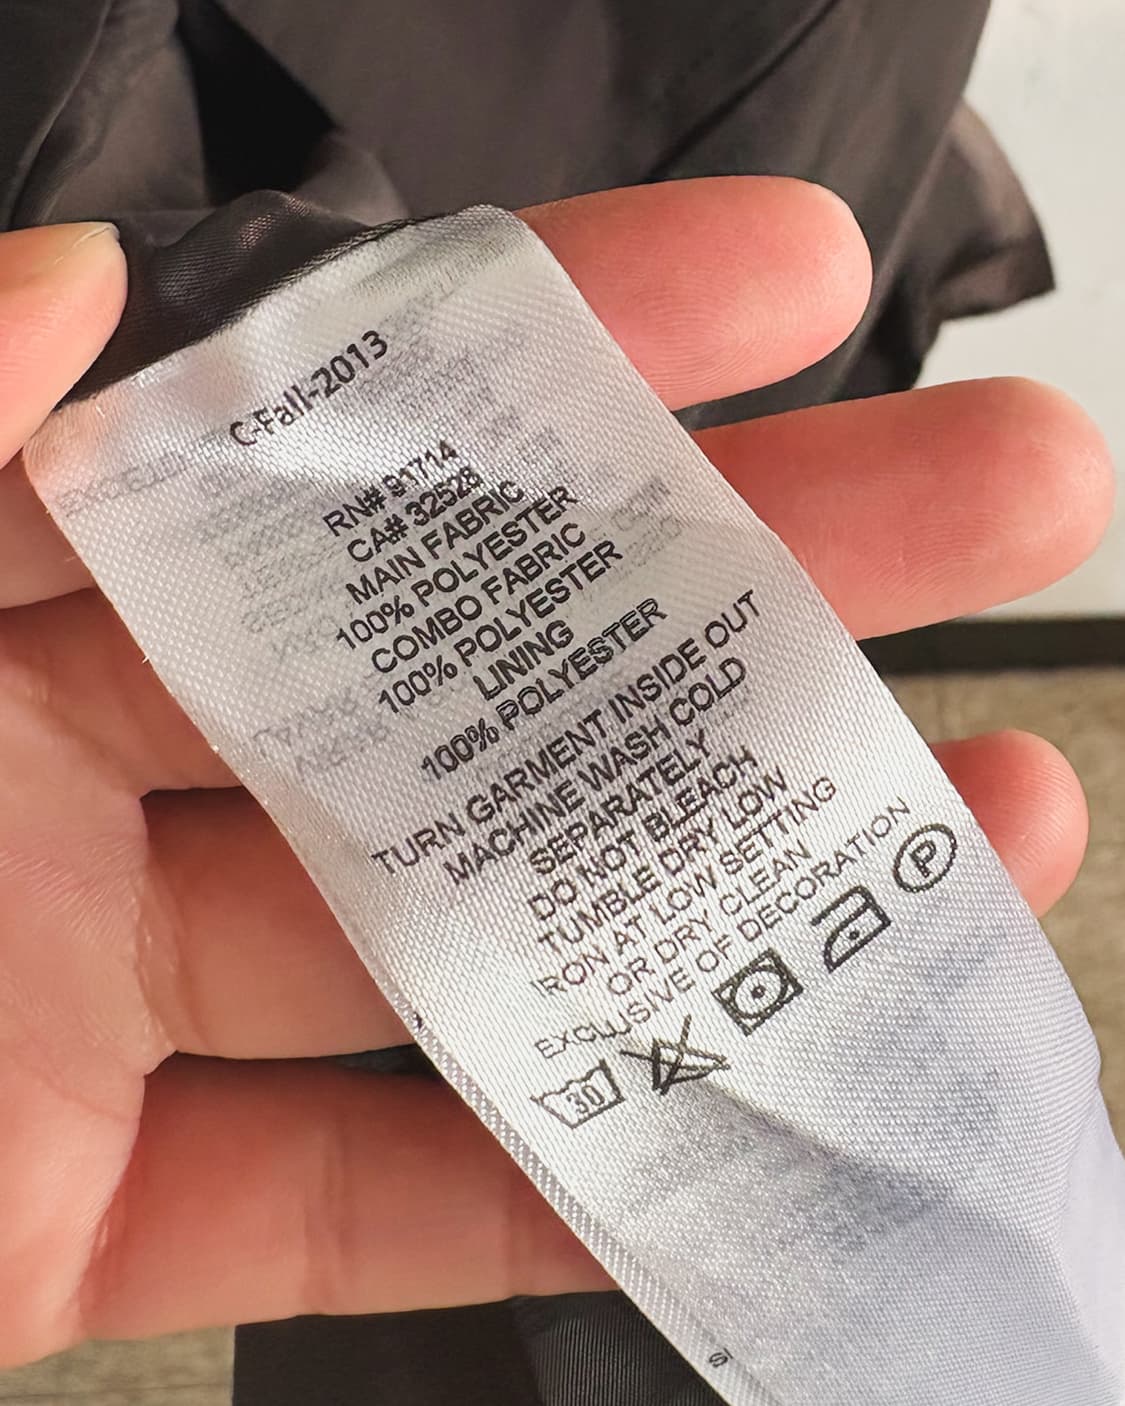 C-Fall-2013
RN# 91714
CA# 32528
MAIN FABRIC
100% POLYESTER
COMBO FABRIC
100% POLYESTER
LINING
100% POLYESTER
TURN GARMENT INSIDE OUT
MACHINE WASH COLD
SEPARATELY
DO NOT BLEACH
TUMBLE DRY LOW
IRON AT LOW SETTING
OR DRY CLEAN
EXCLUSIVE OF DECORATION
30
P